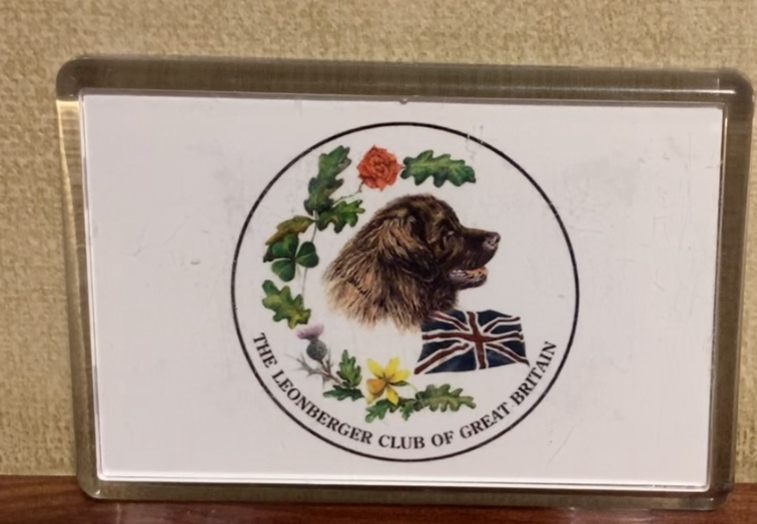 THE LEONBERGER CLUB OF GREAT BRITAIN